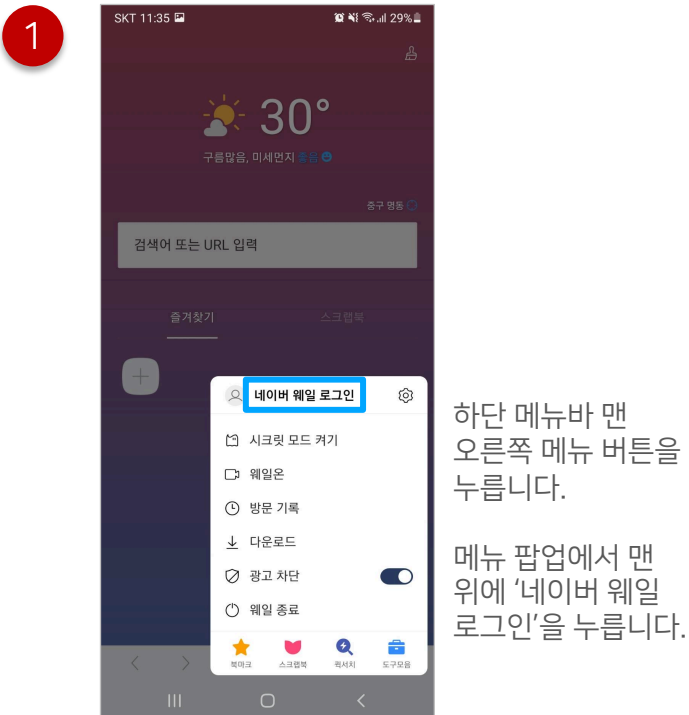 1
SKT 11:35
29%
30°
구름많음, 미세먼지 좋음
중구 명동
검색어 또는 URL 입력
즐겨찾기
스크랩북
네이버 웨일 로그인
시크릿 모드 켜기
웨일온
방문 기록
다운로드
광고 차단
웨일 종료
북마크
스크랩북
퀵서치
도구모음
하단 메뉴바 맨
오른쪽 메뉴 버튼을
누릅니다.
메뉴 팝업에서 맨
위에 ‘네이버 웨일
로그인’을 누릅니다.